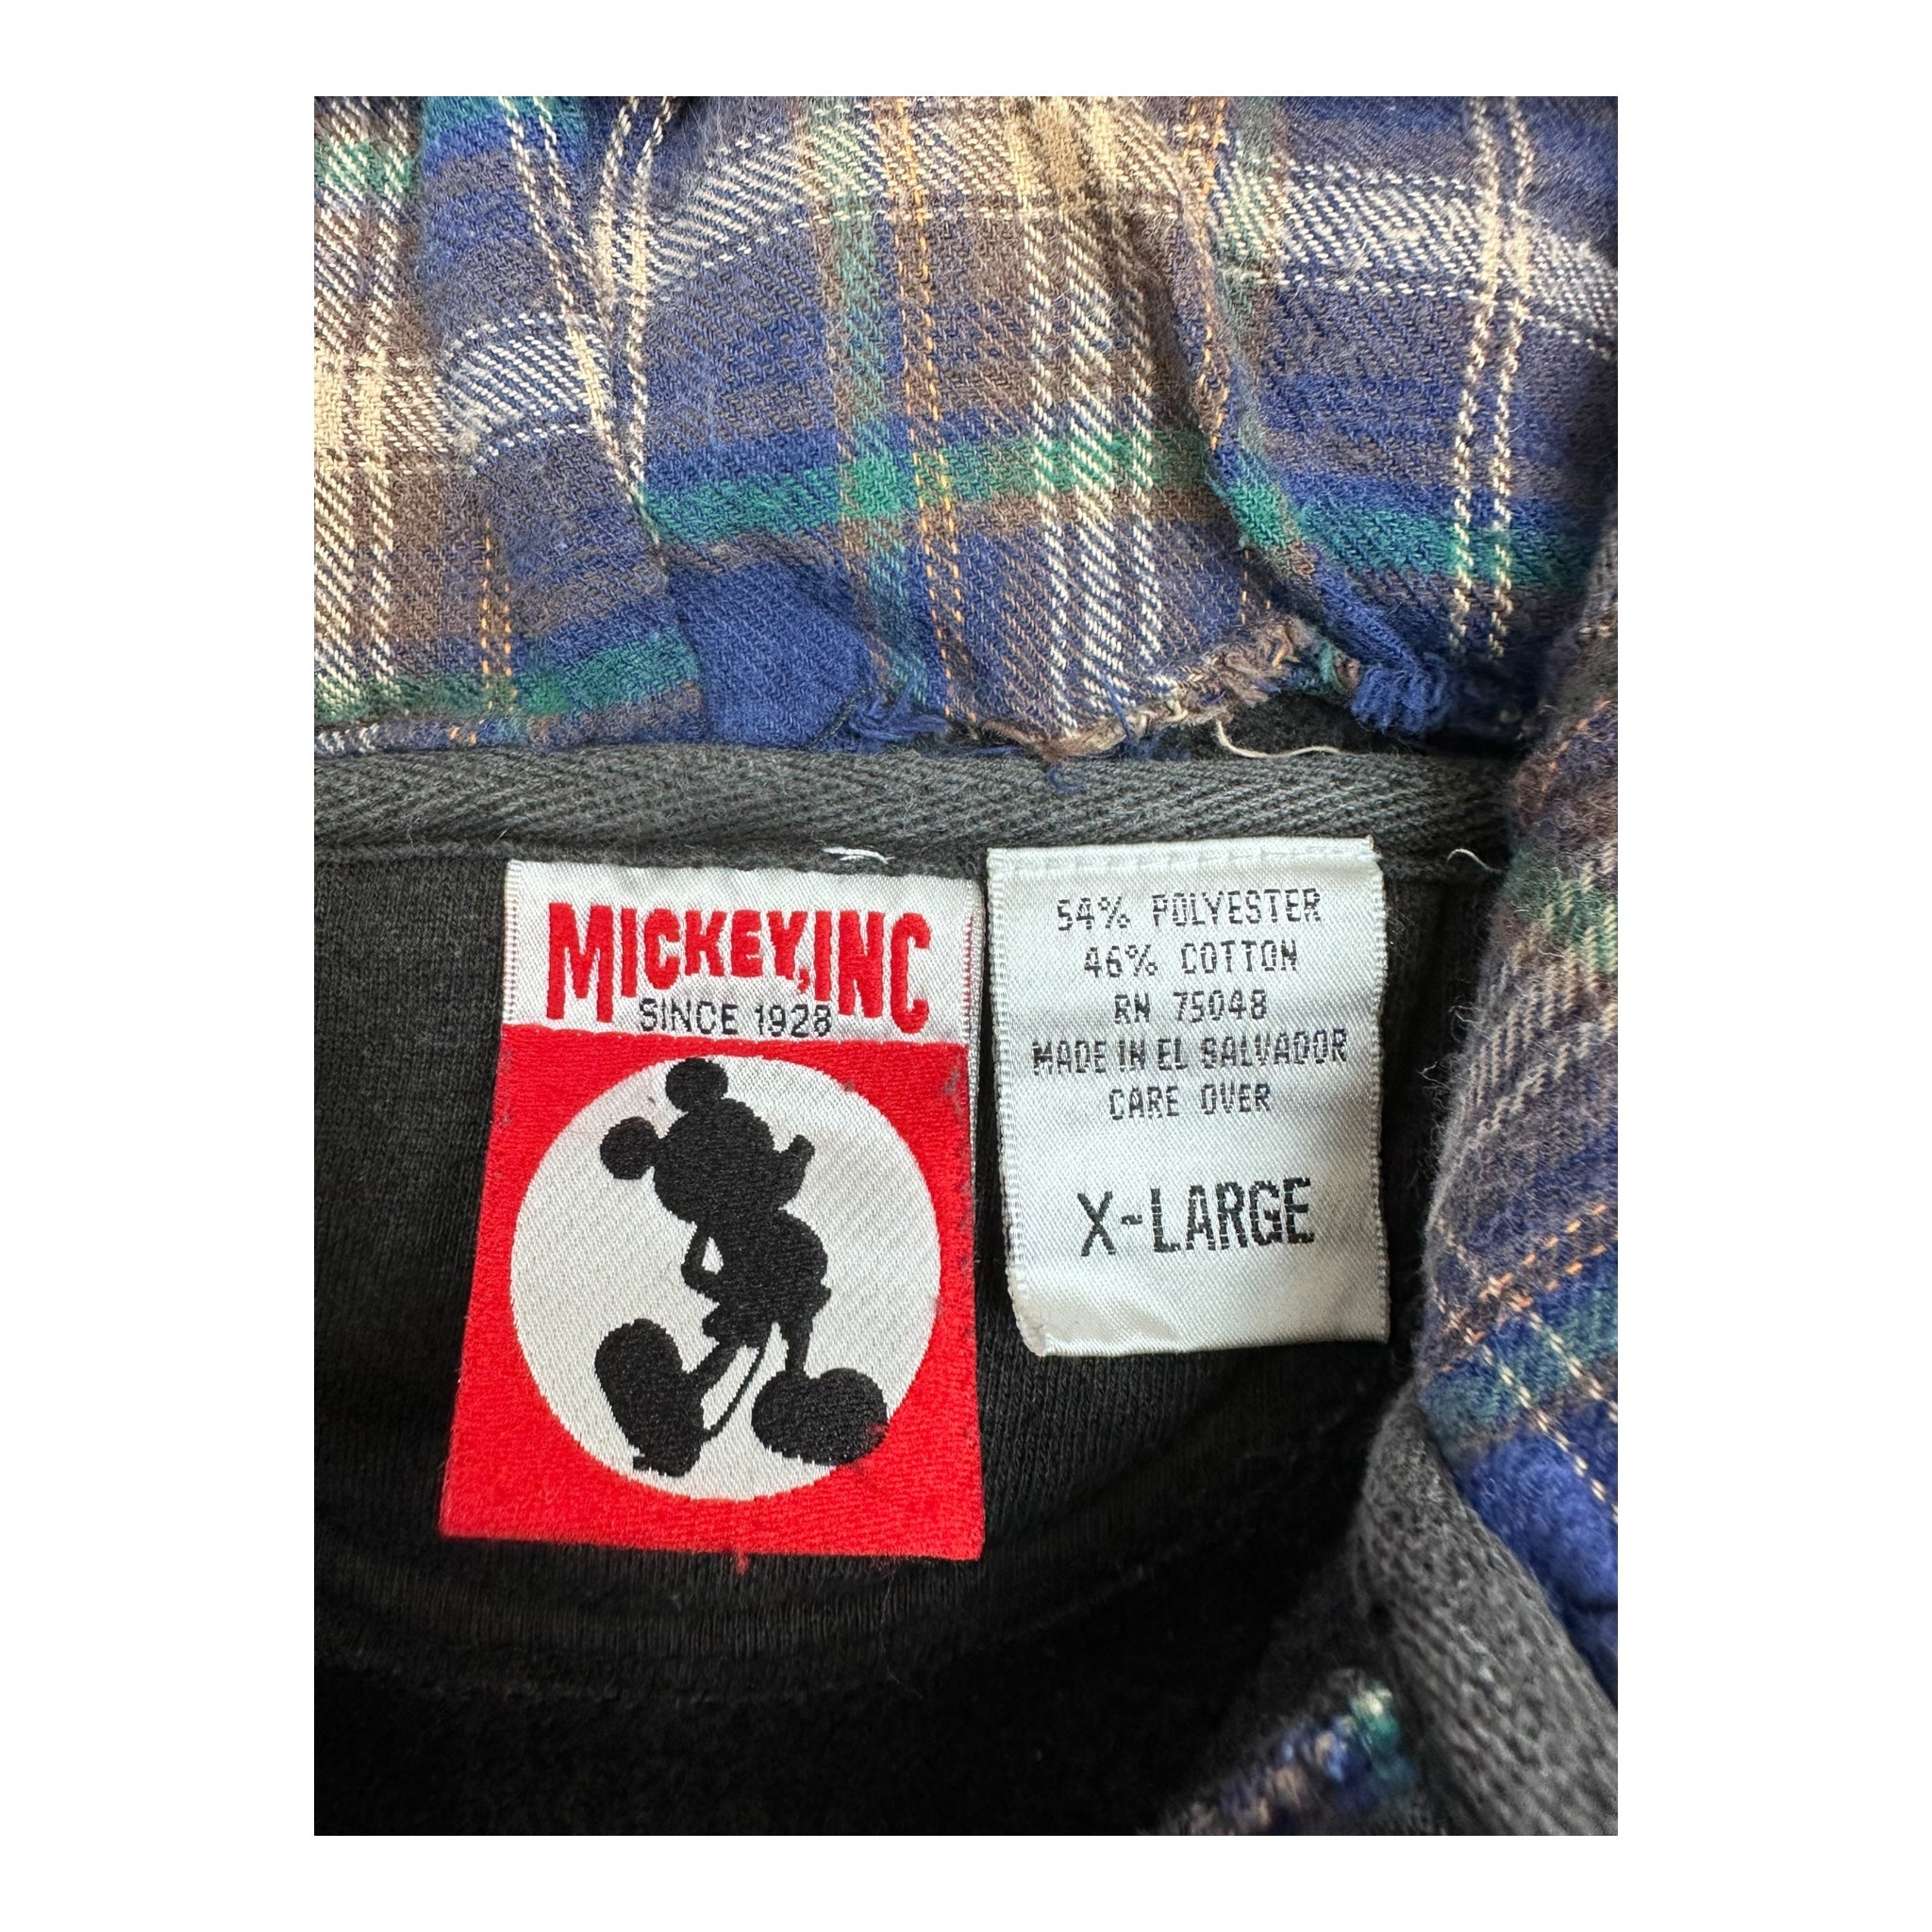 MICKEY, INC
SINCE 1928
54% POLYESTER
46% COTTON
RN 75048
MADE IN EL SALVADOR
CARE OVER
X-LARGE